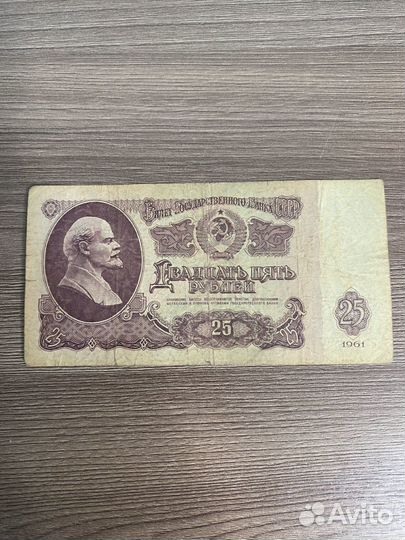 Билет Государственного Банка СССР
Двадцать пять
рублей
25
25
1961
Avito